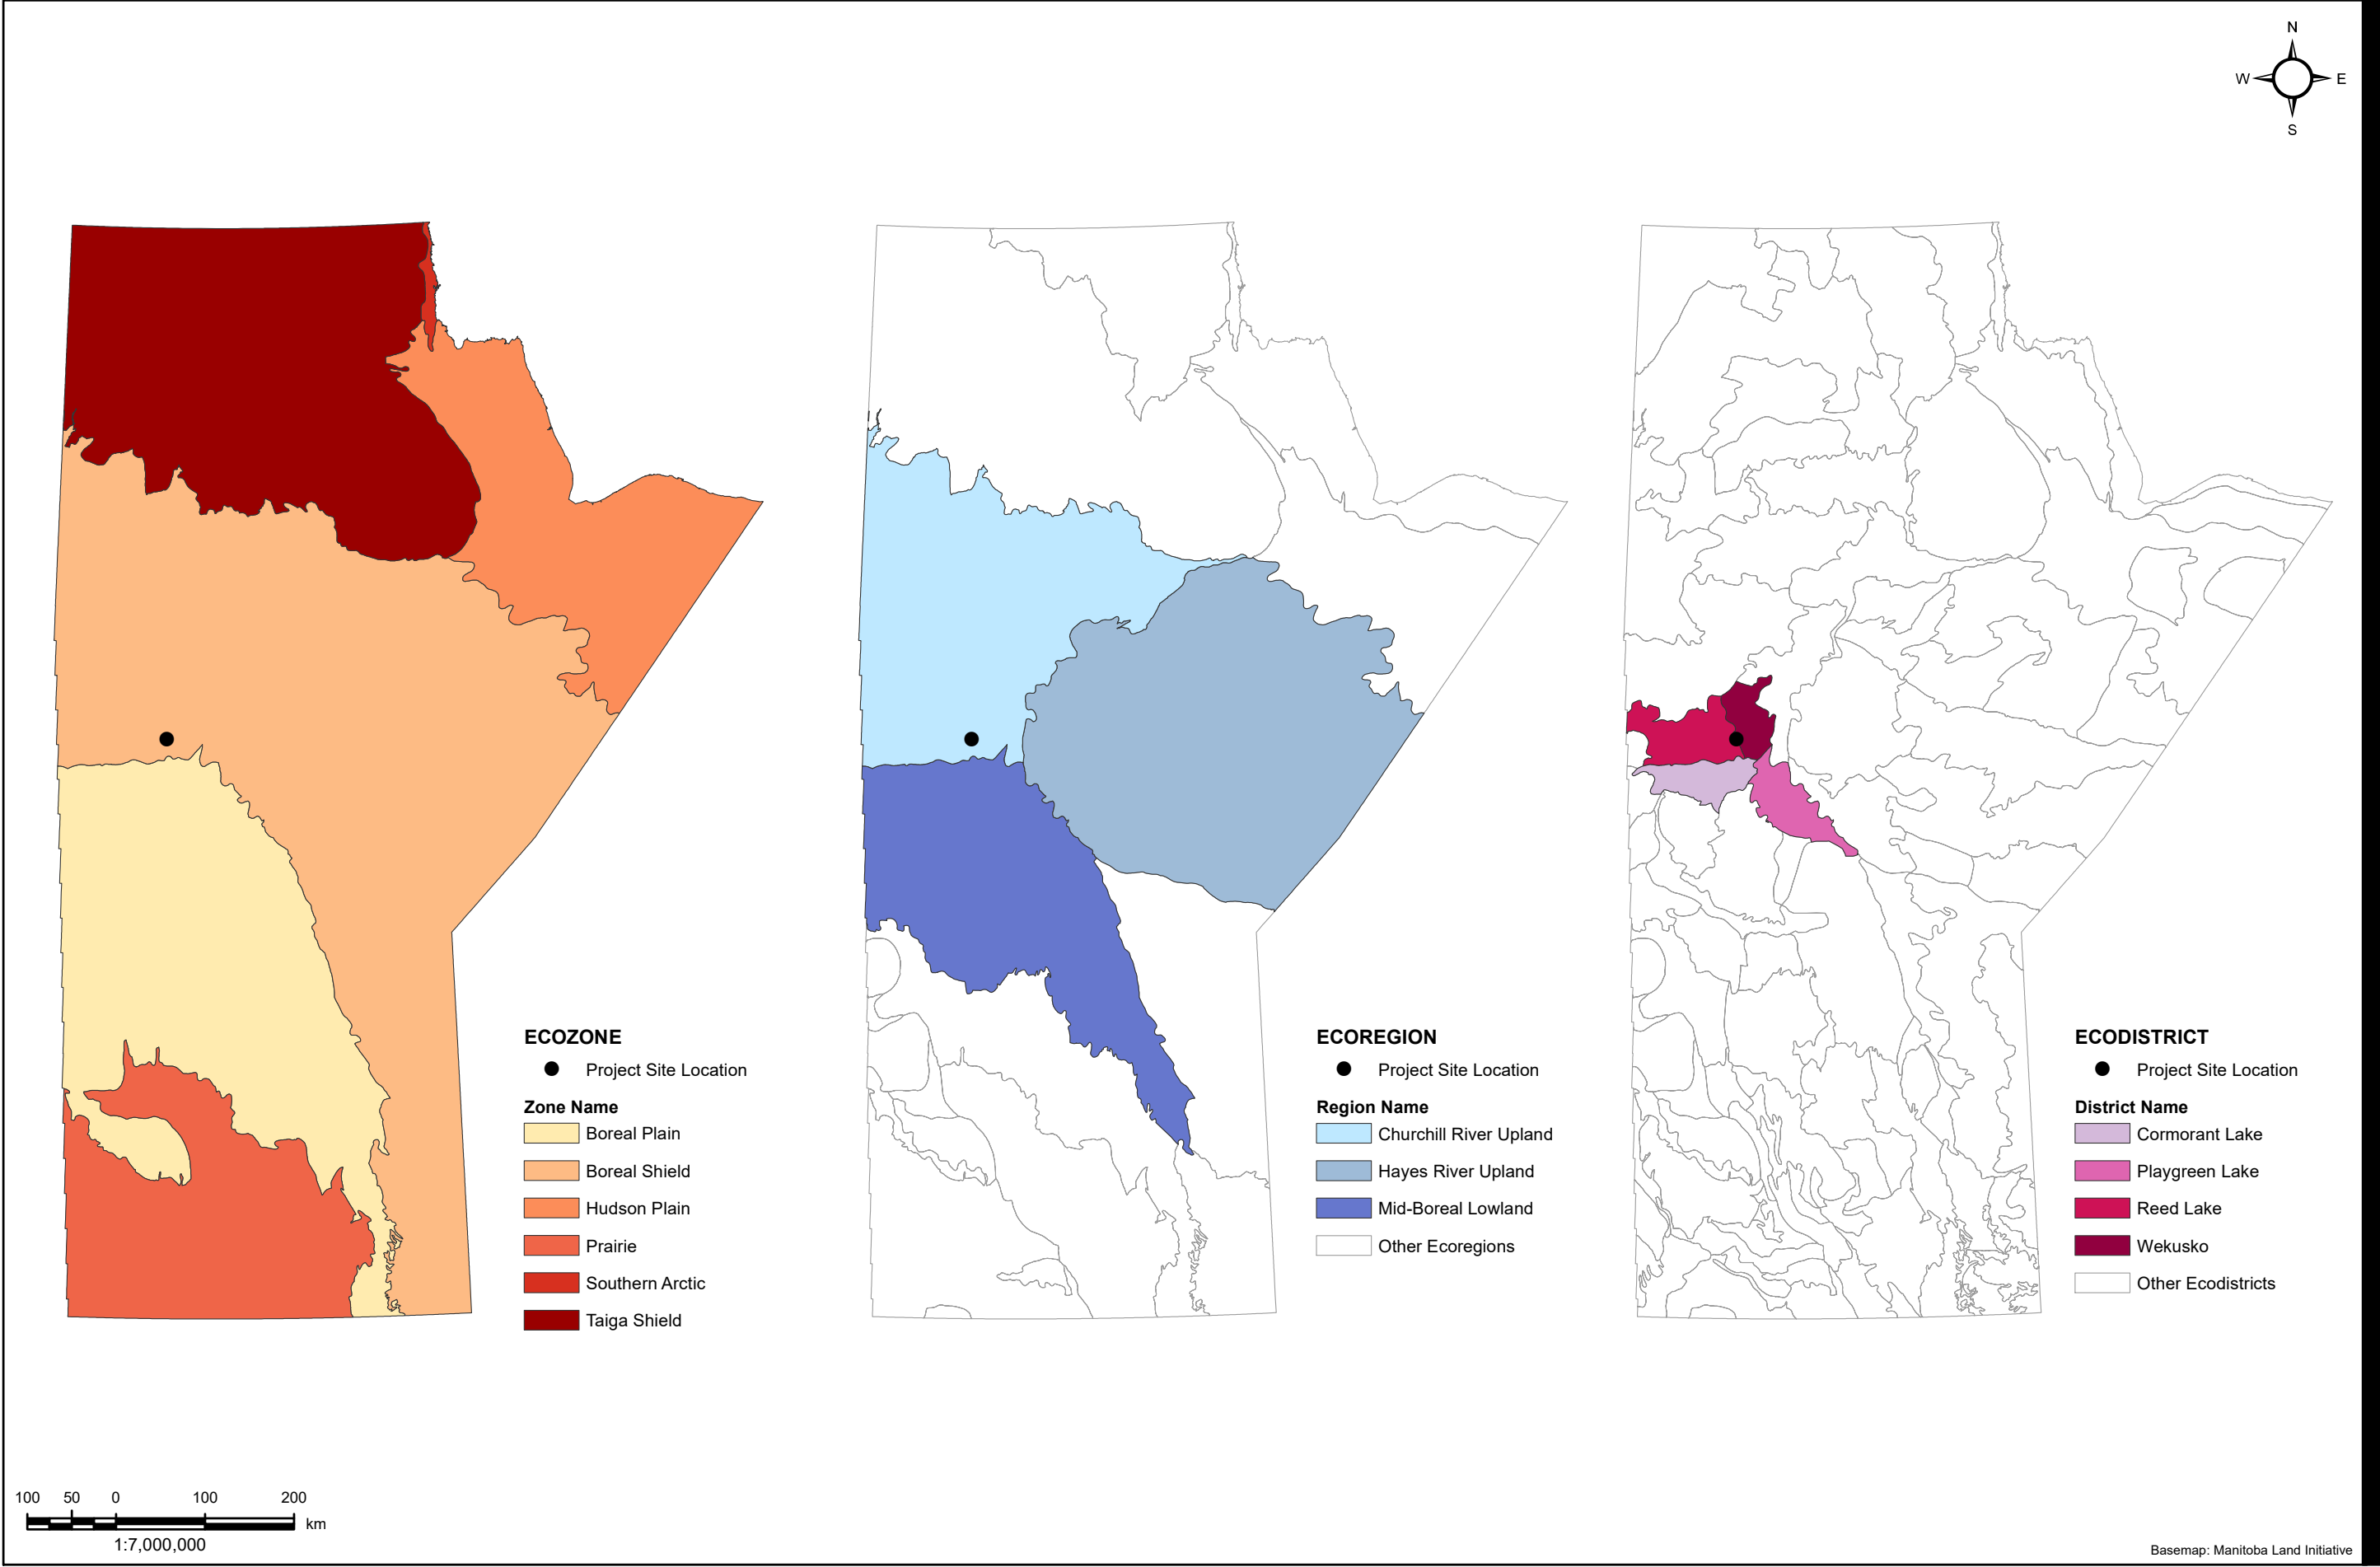 N
W E
S
ECOZONE
Project Site Location
Zone Name
Boreal Plain
Boreal Shield
Hudson Plain
Prairie
Southern Arctic
Taiga Shield
ECOREGION
Project Site Location
Region Name
Churchill River Upland
Hayes River Upland
Mid-Boreal Lowland
Other Ecoregions
ECODISTRICT
Project Site Location
District Name
Cormorant Lake
Playgreen Lake
Reed Lake
Wekusko
Other Ecodistricts
100 50 0 100 200
km
1:7,000,000
Basemap: Manitoba Land Initiative